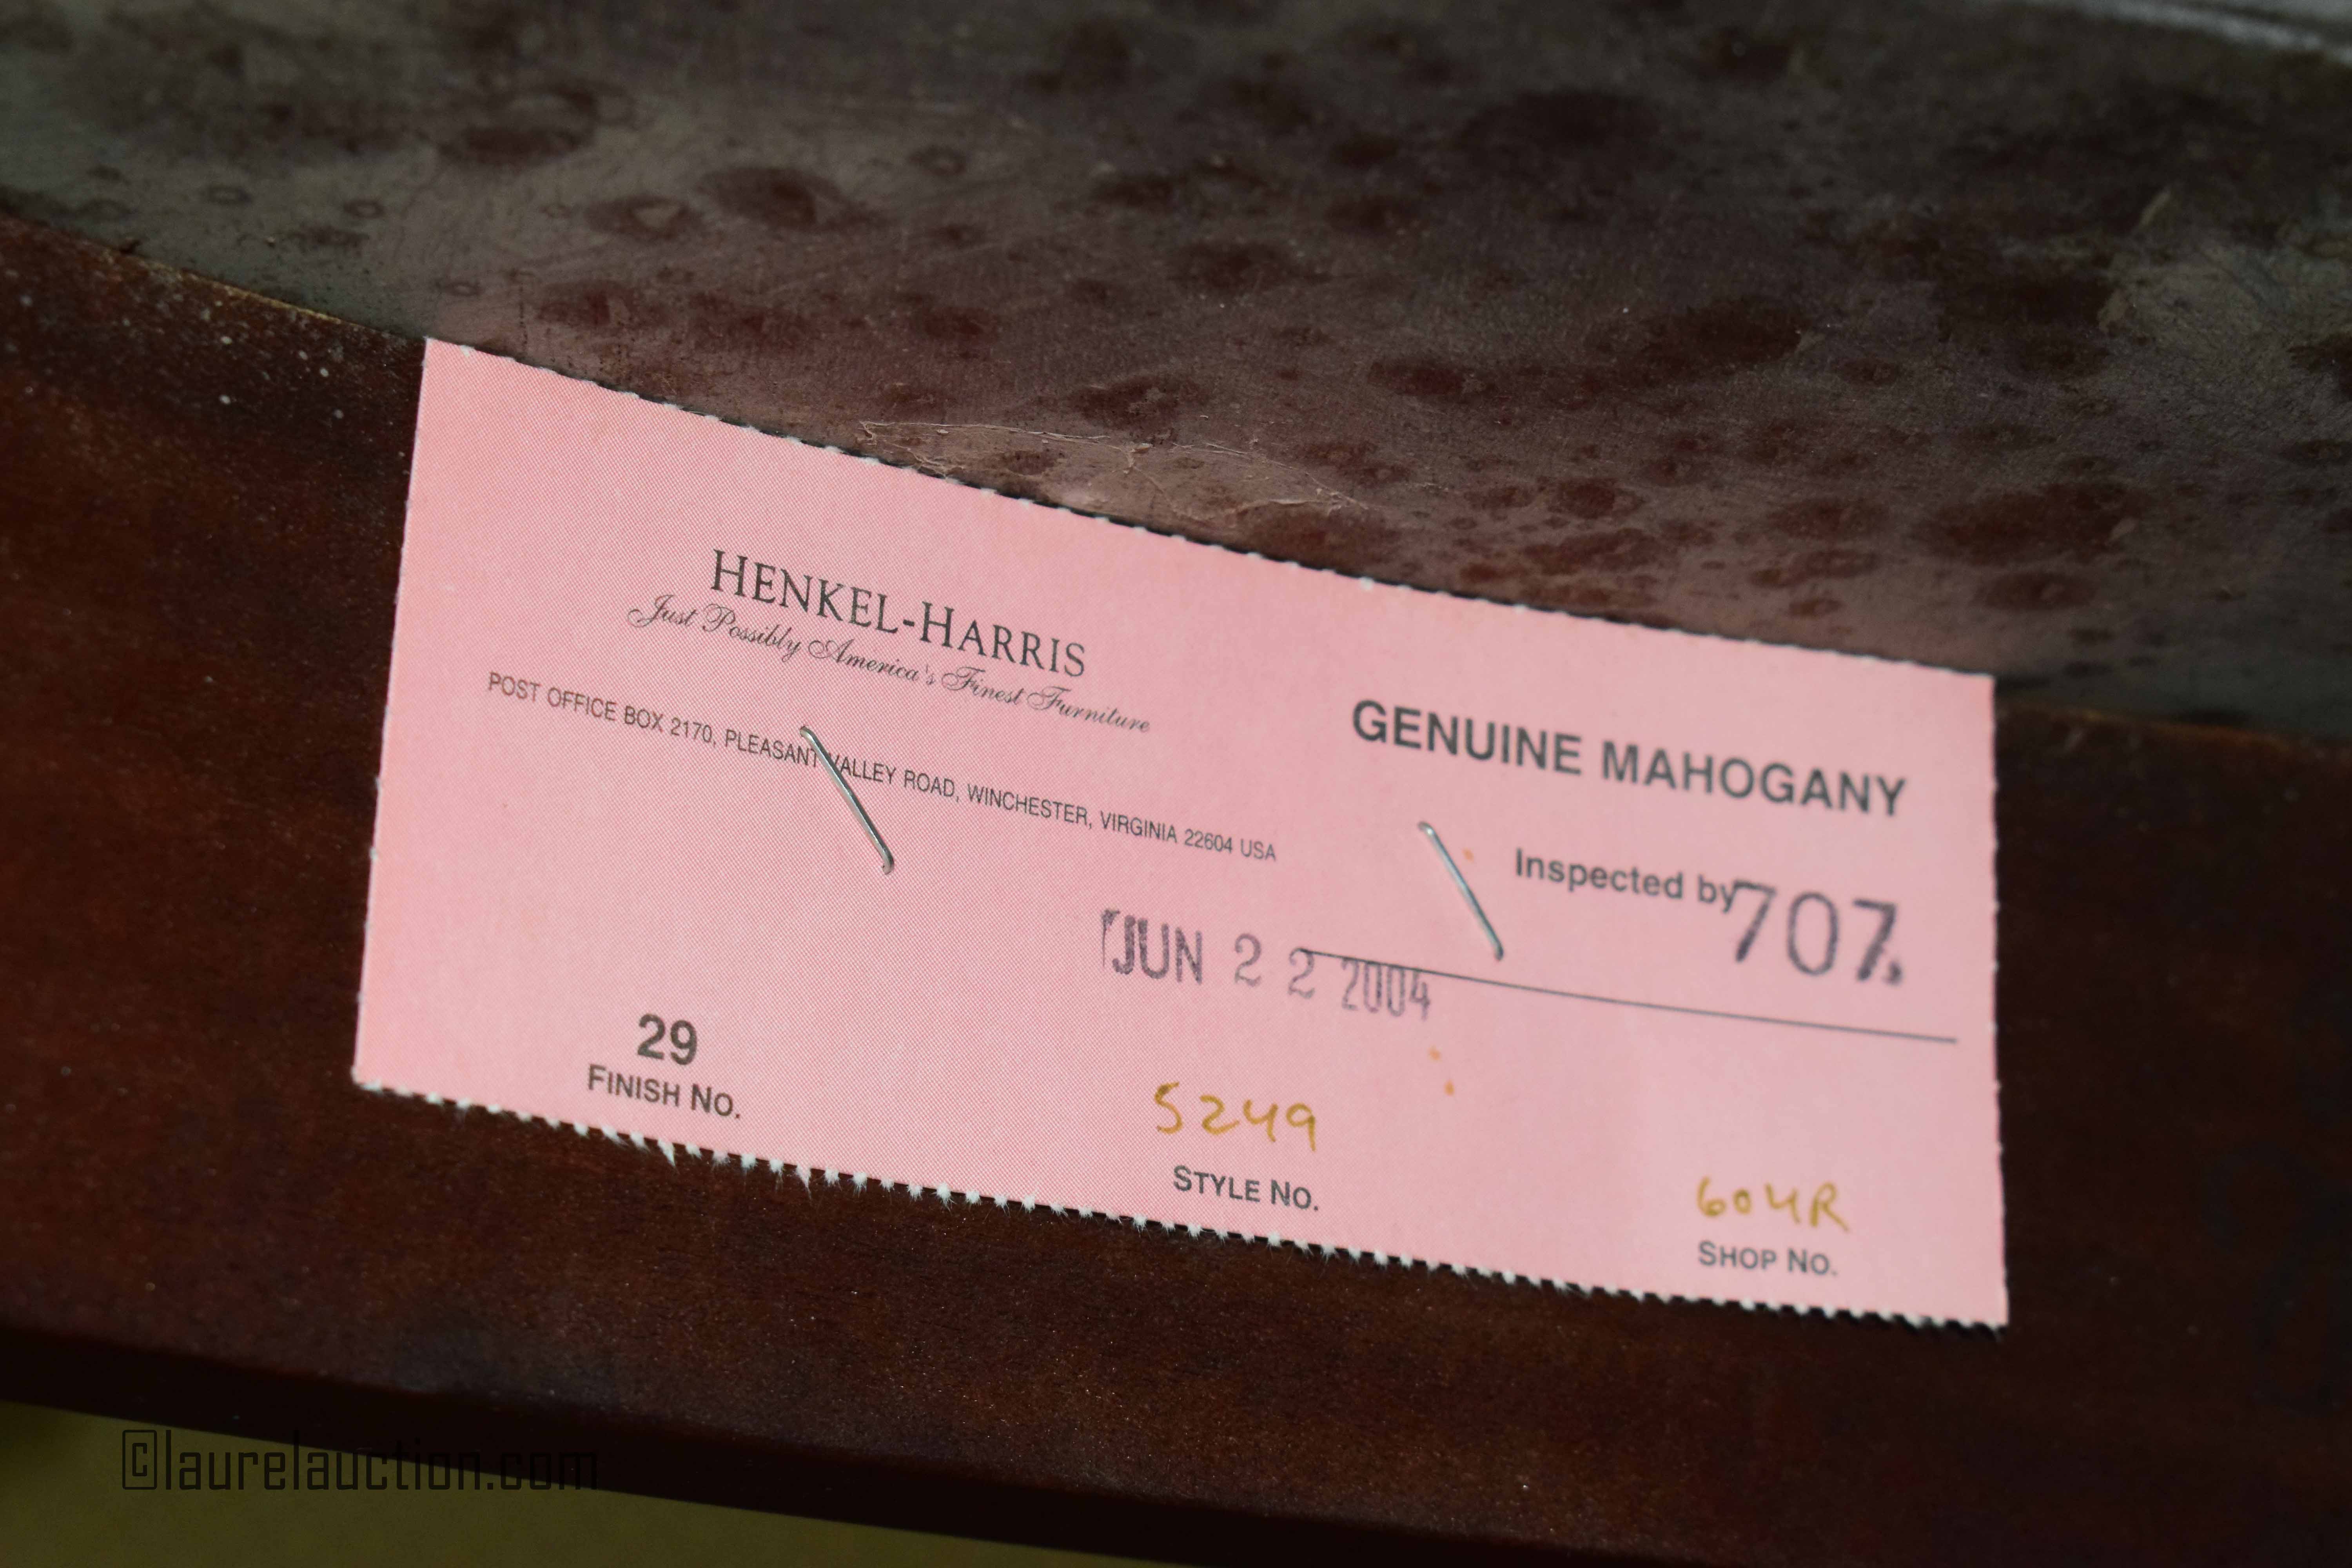 HENKEL-HARRIS
Just Possibly America's Finest Furniture
POST OFFICE BOX 2170, PLEASANT VALLEY ROAD, WINCHESTER, VIRGINIA 22604 USA
GENUINE MAHOGANY
Inspected by 707
JUN 22 2004
29
FINISH NO.
5249
STYLE NO.
604R
SHOP NO.
©laurelauction.com